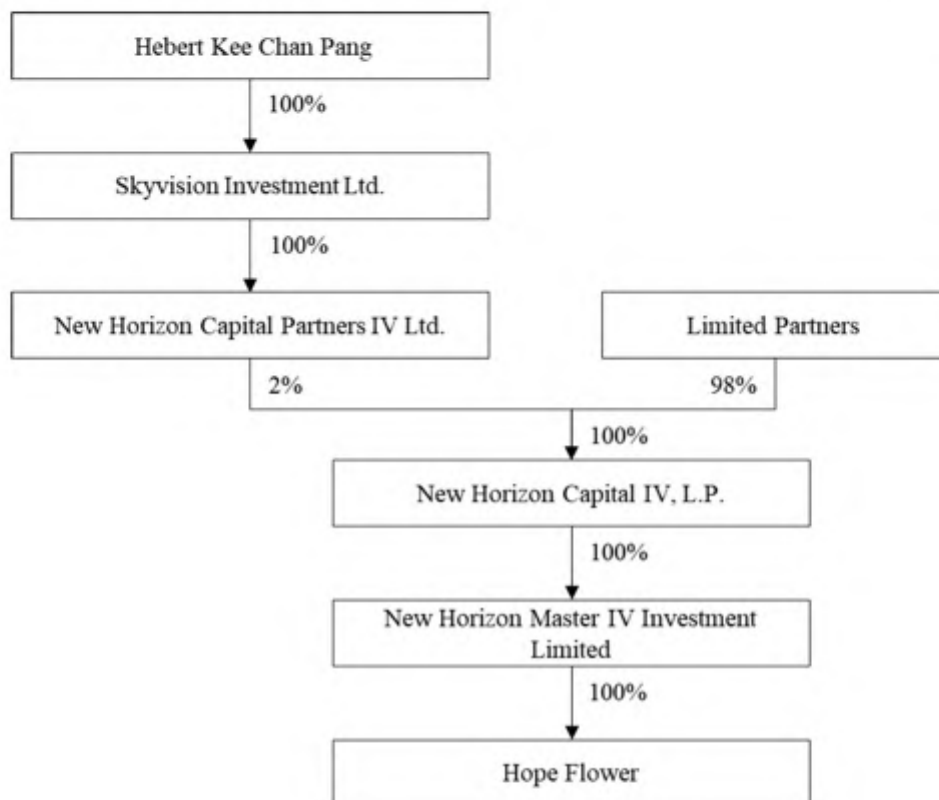 Hebert Kee Chan Pang
100%
Skyvision Investment Ltd.
100%
New Horizon Capital Partners IV Ltd.
Limited Partners
2%
98%
100%
New Horizon Capital IV, L.P.
100%
New Horizon Master IV Investment
Limited
100%
Hope Flower